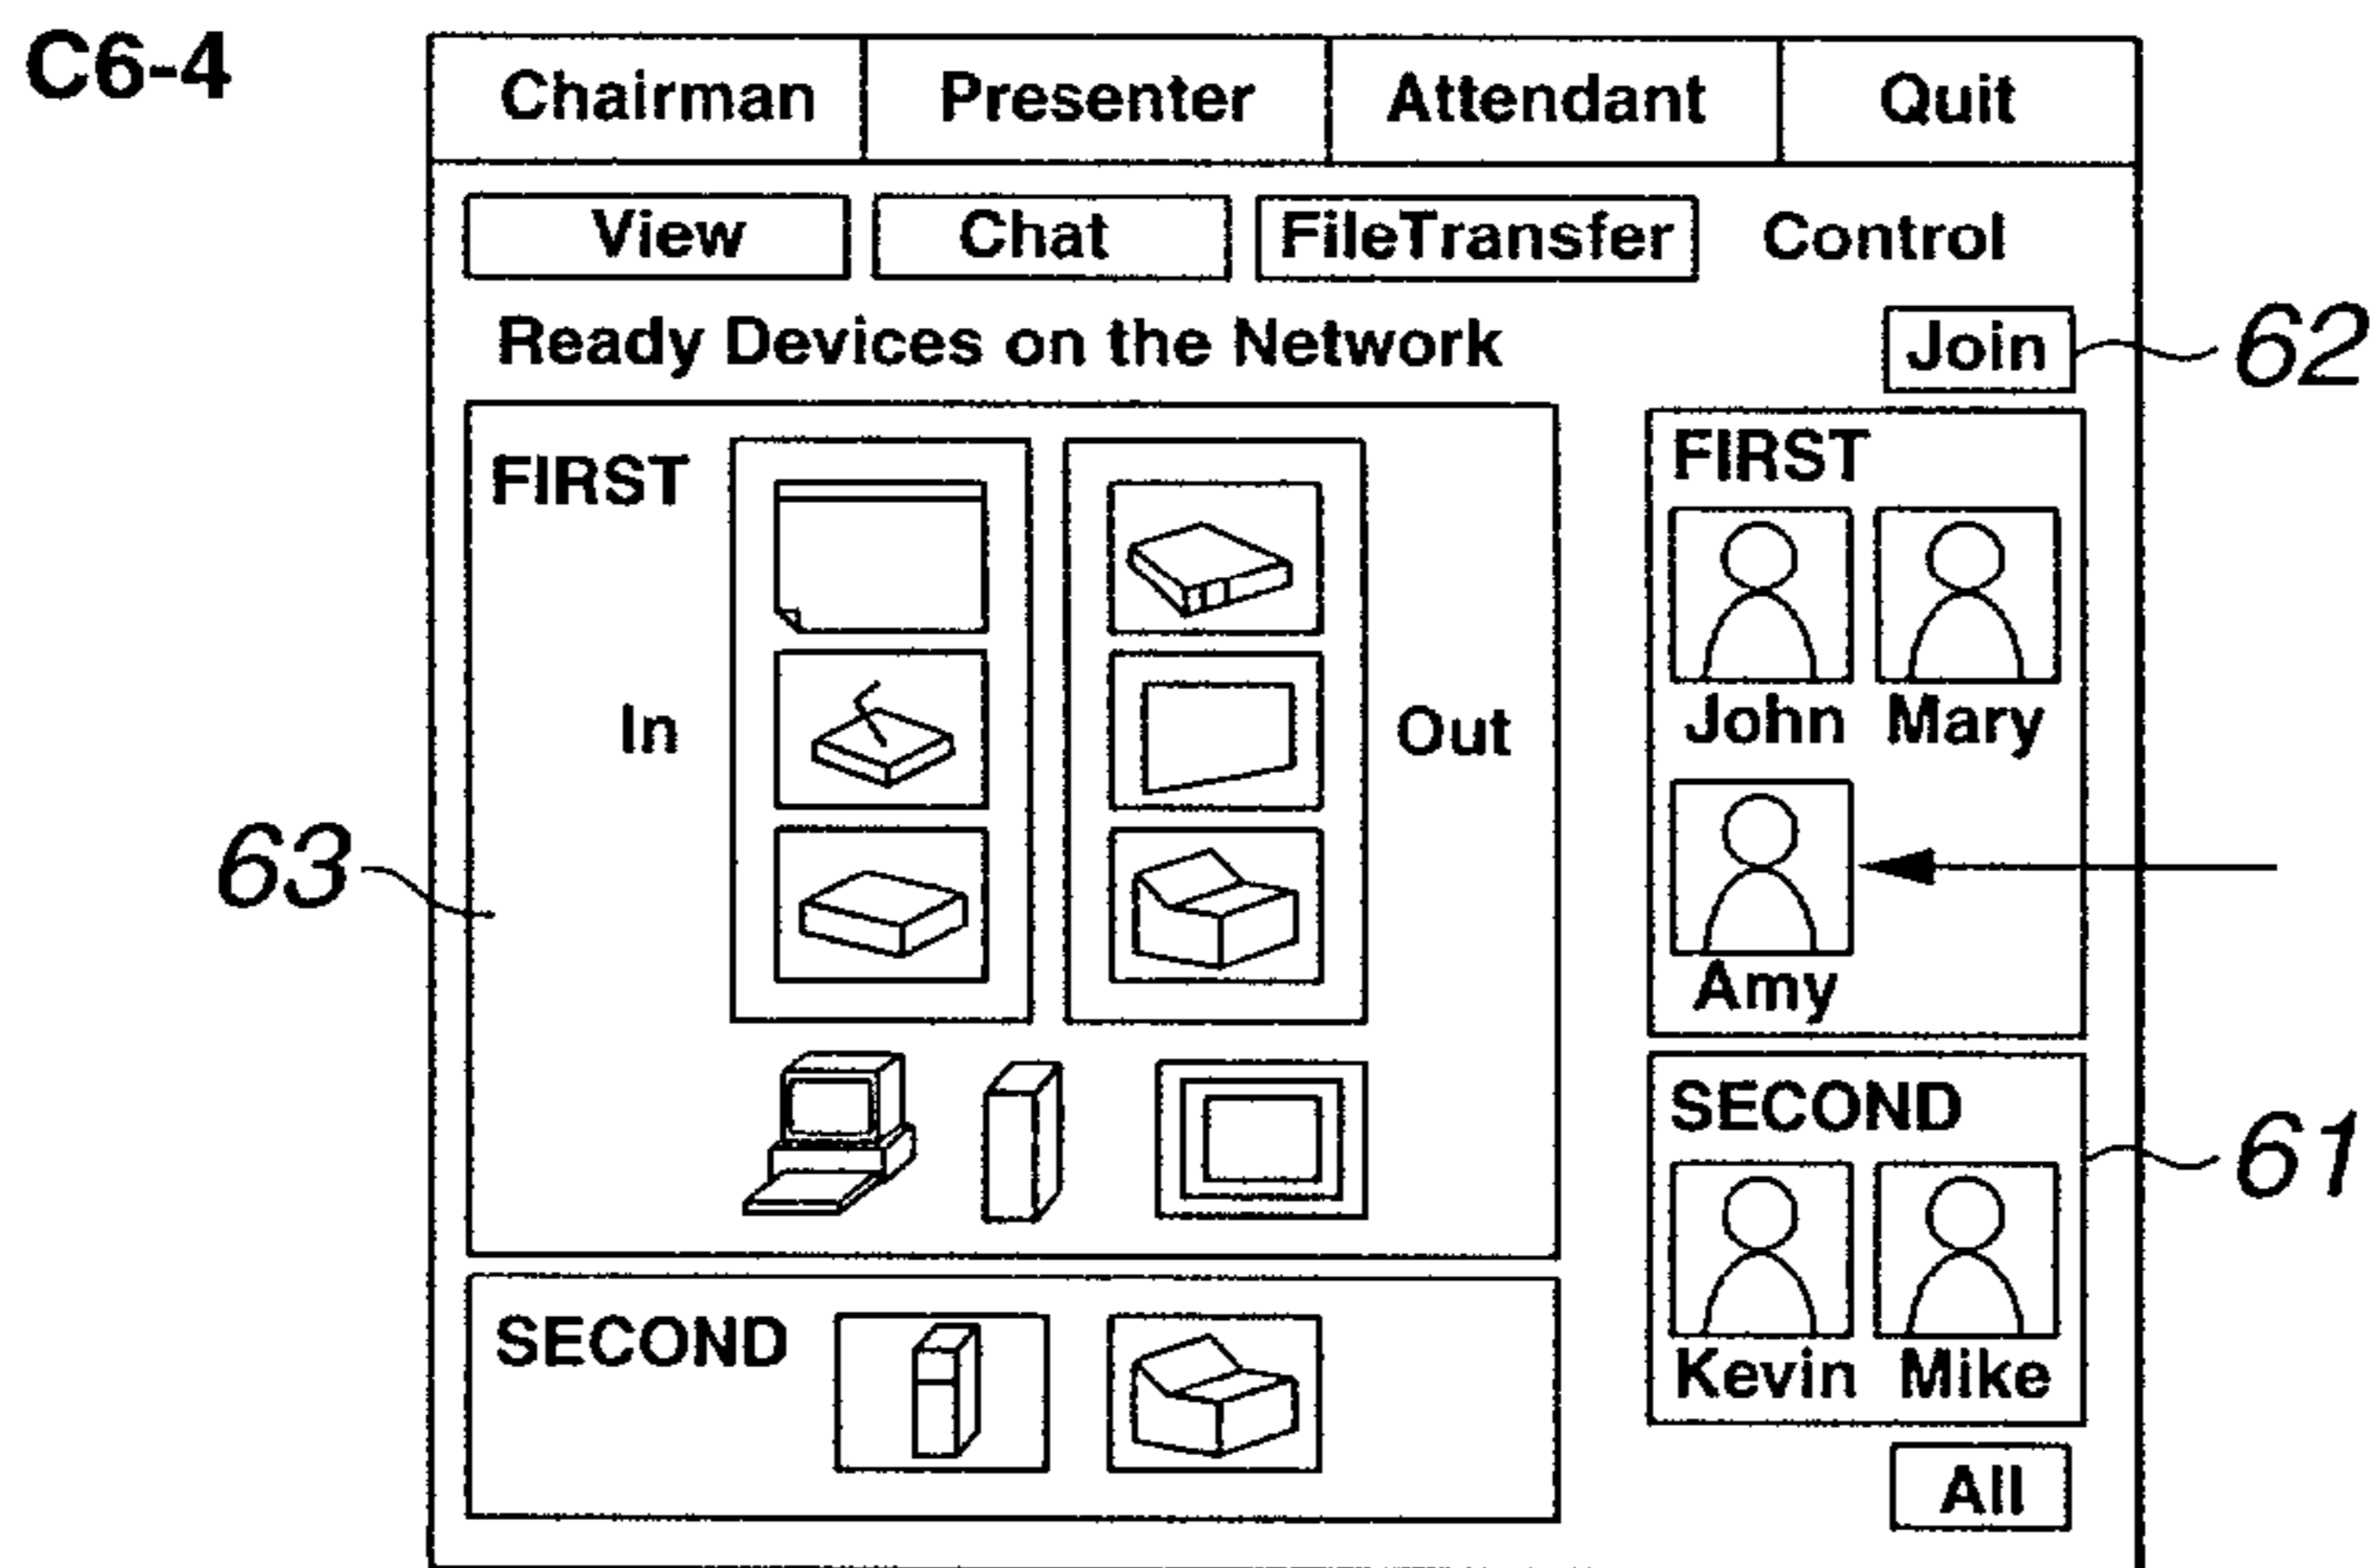 C6-4
Chairman Presenter Attendant Quit
View Chat FileTransfer Control
Ready Devices on the Network
Join
62
FIRST
In
Out
63
FIRST
John Mary
Amy
SECOND
61
Kevin Mike
SECOND
All